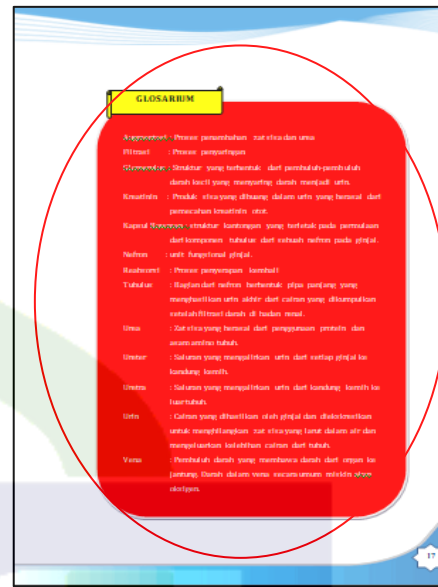 GLOSARIUM
: Proses penambahan zat sisa dan urea
Filtrasi : Proses penyaringan
: Struktur yang terbentuk dari pembuluh-pembuluh
darah kecil yang menyaring darah menjadi urin.
Kreatinin : Produk sisa yang dibuang dalam urin yang berasal dari
pemecahan kreatinin otot.
Kapsul : struktur kantongan yang terletak pada permulaan
dari komponen tubulus dari sebuah nefron pada ginjal.
Nefron : unit fungsional ginjal.
Reabsorsi : Proses penyerapan kembali
Tubulus : Bagian dari nefron berbentuk pipa panjang yang
menghasilkan urin akhir dari cairan yang dikumpulkan
setelah filtrasi darah di badan renal.
Urea : Zat sisa yang berasal dari penggunaan protein dan
asam amino tubuh.
Ureter : Saluran yang mengalirkan urin dari setiap ginjal ke
kandung kemih.
Uretra : Saluran yang mengalirkan urin dari kandung kemih ke
luar tubuh.
Urin : Cairan yang dihasilkan oleh ginjal dan diekskresikan
untuk menghilangkan zat sisa yang larut dalam air dan
mengeluarkan kelebihan cairan dari tubuh.
Vena : Pembuluh darah yang membawa darah dari organ ke
jantung. Darah dalam vena secara umum miskin akan
oksigen.
17